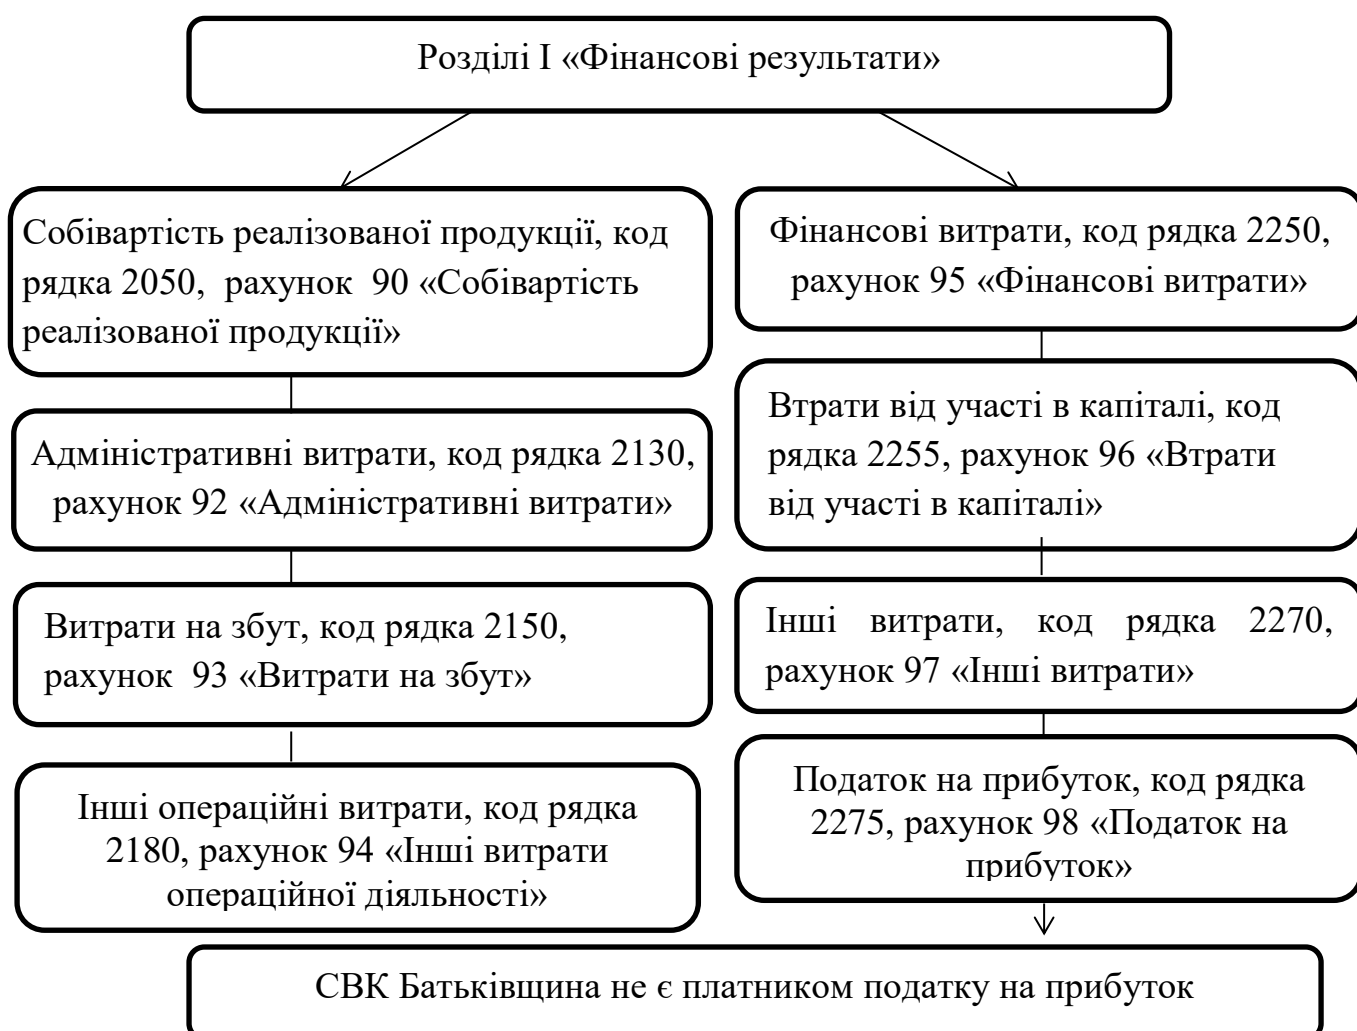 Розділі І «Фінансові результати»
Собівартість реалізованої продукції, код
рядка 2050, рахунок 90 «Собівартість
реалізованої продукції»
Адміністративні витрати, код рядка 2130,
рахунок 92 «Адміністративні витрати»
Витрати на збут, код рядка 2150,
рахунок 93 «Витрати на збут»
Інші операційні витрати, код рядка
2180, рахунок 94 «Інші витрати
операційної діяльності»
Фінансові витрати, код рядка 2250,
рахунок 95 «Фінансові витрати»
Втрати від участі в капіталі, код
рядка 2255, рахунок 96 «Втрати
від участі в капіталі»
Інші витрати, код рядка 2270,
рахунок 97 «Інші витрати»
Податок на прибуток, код рядка
2275, рахунок 98 «Податок на
прибуток»
СВК Батьківщина не є платником податку на прибуток